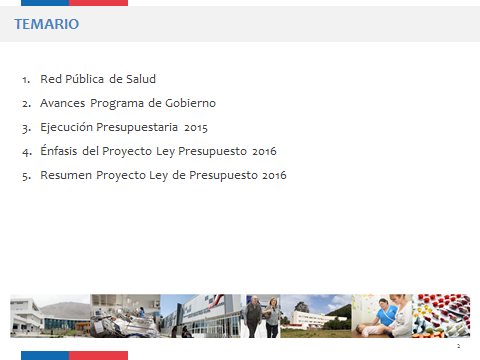 TEMARIO
1. Red Pública de Salud
2. Avances Programa de Gobierno
3. Ejecución Presupuestaria 2015
4. Énfasis del Proyecto Ley Presupuesto 2016
5. Resumen Proyecto Ley de Presupuesto 2016
2